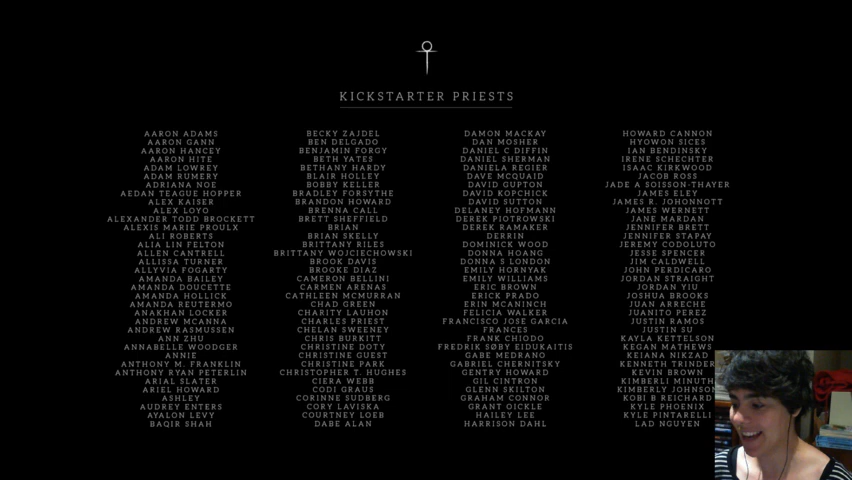 KICKSTARTER PRIESTS
AARON ADAMS
AARON GANN
AARON HANCEY
AARON HITE
ADAM LOWREY
ADAM RUMERY
ADRIANA NOE
AEDAN TEAGUE HOPPER
ALEX KAISER
ALEX LOYO
ALEXANDER TODD BROCKETT
ALEXIS MARIE PROULX
ALI ROBERTS
ALIA LIN FELTON
ALLEN CANTRELL
ALLISSA TURNER
ALLYVIA FOGARTY
AMANDA BAILEY
AMANDA DOUCETTE
AMANDA HOLLICK
AMANDA REUTERMO
ANAKHAN LOCKER
ANDREW MCANNA
ANDREW RASMUSSEN
ANN ZHU
ANNABELLE WOODGER
ANNIE
ANTHONY M. FRANKLIN
ANTHONY RYAN PETERLIN
ARIAL SLATER
ARIEL HOWARD
ASHLEY
AUDREY ENTERS
AYALON LEVY
BAQIR SHAH
BECKY ZAJDEL
BEN DELGADO
BENJAMIN FORGY
BETH YATES
BETHANY HARDY
BLAIR HOLLEY
BOBBY KELLER
BRADLEY FORSYTHE
BRANDON HOWARD
BRENNA CALL
BRETT SHEFFIELD
BRIAN
BRIAN SKELLY
BRITTANY RILES
BRITTANY WOJCIECHOWSKI
BROOK DAVIS
BROOKE DIAZ
CAMERON BELLINI
CARMEN ARENAS
CATHLEEN MCMURRAN
CHAD GREEN
CHARITY LAUHON
CHARLES PRIEST
CHELAN SWEENEY
CHRIS BURKITT
CHRISTINE DOTY
CHRISTINE GUEST
CHRISTINE PARK
CHRISTOPHER T. HUGHES
CIERA WEBB
CODI GRAUS
CORINNE SUDBERG
CORY LAVISKA
COURTNEY LOEB
DABE ALAN
DAMON MACKAY
DAN MOSHER
DANIEL C DIFFIN
DANIEL SHERMAN
DANIELA REGIER
DAVE MCQUAID
DAVID GUPTON
DAVID KOPCHICK
DAVID SUTTON
DELANEY HOFMANN
DEREK PIOTROWSKI
DEREK RAMAKER
DERRIN
DOMINICK WOOD
DONNA HOANG
DONNA S LONDON
EMILY HORNYAK
EMILY WILLIAMS
ERIC BROWN
ERICK PRADO
ERIN MCANINCH
FELICIA WALKER
FRANCISCO JOSE GARCIA
FRANCES
FRANK CHIODO
FREDRIK SØBY EIDUKAITIS
GABE MEDRANO
GABRIEL CHERNITSKY
GENTRY HOWARD
GIL CINTRON
GLENN SKILTON
GRAHAM CONNOR
GRANT OICKLE
HAILEY LEE
HARRISON DAHL
HOWARD CANNON
HYOWON SICES
IAN BENDINSKY
IRENE SCHECHTER
ISAAC KIRKWOOD
JACOB ROSS
JADE A SOISSON-THAYER
JAMES ELEY
JAMES R. JOHONNOTT
JAMES WERNETT
JANE MARDAN
JENNIFER BRETT
JENNIFER STAPAY
JEREMY CODOLUTO
JESSE SPENCER
JIM CALDWELL
JOHN PERDICARO
JORDAN STRAIGHT
JORDAN YIU
JOSHUA BROOKS
JUAN ARRECHE
JUANITO PEREZ
JUSTIN RAMOS
JUSTIN SU
KAYLA KETTELSON
KEGAN MATHEWS
KEIANA NIKZAD
KENNETH TRINDER
KEVIN BROWN
KIMBERLI MINUTH
KIMBERLY JOHNSON
KOBI B REICHARD
KYLE PHOENIX
KYLE PINTARELLI
LAD NGUYEN